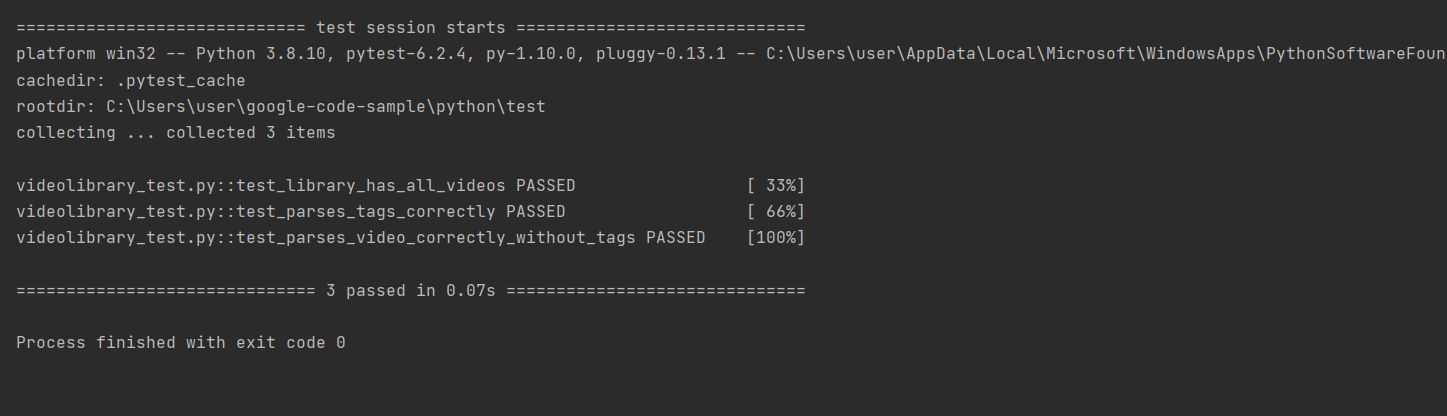 ============================= test session starts =============================
platform win32 -- Python 3.8.10, pytest-6.2.4, py-1.10.0, pluggy-0.13.1 -- C:\Users\user\AppData\Local\Microsoft\WindowsApps\PythonSoftwareFoun
cachedir: .pytest_cache
rootdir: C:\Users\user\google-code-sample\python\test
collecting ... collected 3 items
videolibrary_test.py::test_library_has_all_videos PASSED                 [ 33%]
videolibrary_test.py::test_parses_tags_correctly PASSED                  [ 66%]
videolibrary_test.py::test_parses_video_correctly_without_tags PASSED    [100%]
============================== 3 passed in 0.07s ==============================
Process finished with exit code 0